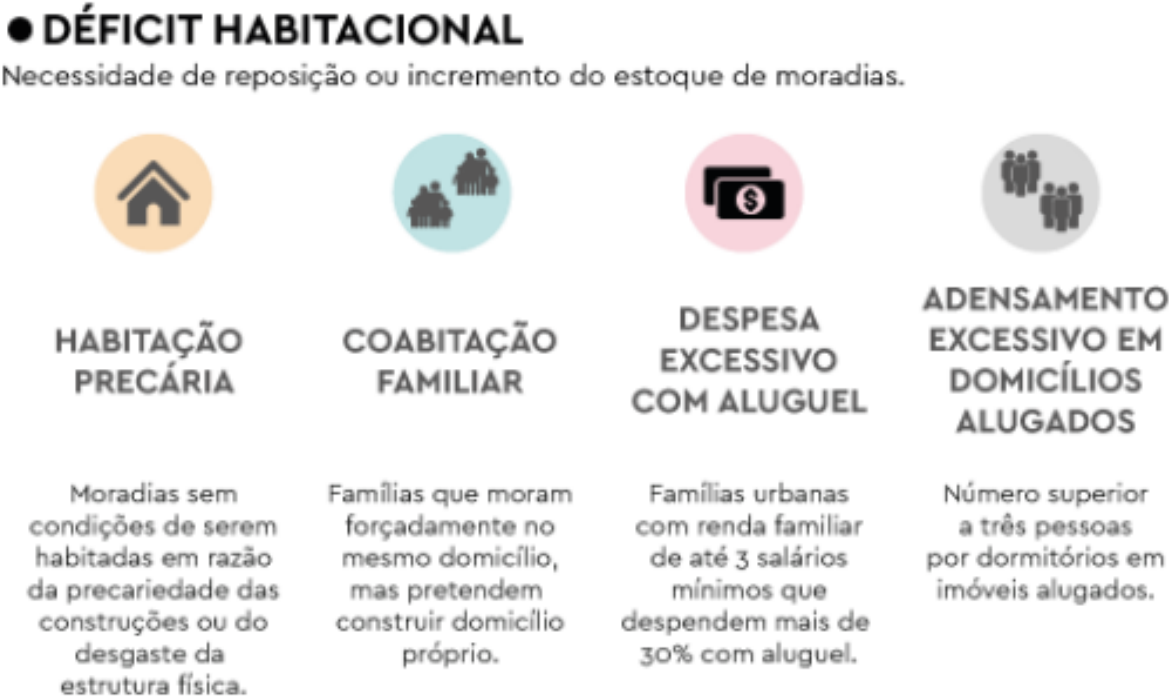 ● DÉFICIT HABITACIONAL
Necessidade de reposição ou incremento do estoque de moradias.
HABITAÇÃO
PRECÁRIA
Moradias sem
condições de serem
habitadas em razão
da precariedade das
construções ou do
desgaste da
estrutura física.
COABITAÇÃO
FAMILIAR
Famílias que moram
forçadamente no
mesmo domicílio,
mas pretendem
construir domicílio
próprio.
$
DESPESA
EXCESSIVO
COM ALUGUEL
Famílias urbanas
com renda familiar
de até 3 salários
mínimos que
despendem mais de
30% com aluguel.
ADENSAMENTO
EXCESSIVO EM
DOMICÍLIOS
ALUGADOS
Número superior
a três pessoas
por dormitórios em
imóveis alugados.